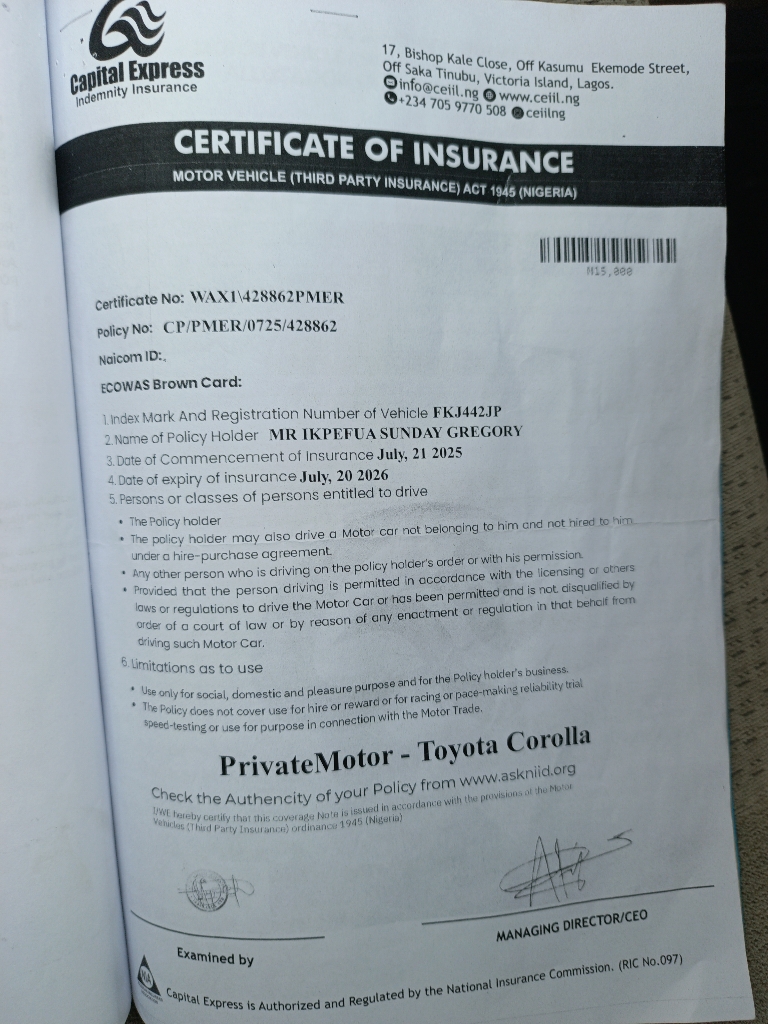 Capital Express
Indemnity Insurance
17, Bishop Kale Close, Off Kasumu Ekemode Street,
Off Saka Tinubu, Victoria Island, Lagos.
info@ceiil.ng www.ceiil.ng
+234 705 9770 508 ceiilng
CERTIFICATE OF INSURANCE
MOTOR VEHICLE (THIRD PARTY INSURANCE) ACT 1945 (NIGERIA)
N15,000
Certificate No: WAX1\428862PMER
Policy No: CP/PMER/0725/428862
Naicom ID:.
ECOWAS Brown Card:
1. Index Mark And Registration Number of Vehicle FKJ442JP
2. Name of Policy Holder MR IKPEFUA SUNDAY GREGORY
3. Date of Commencement of Insurance July, 21 2025
4. Date of expiry of insurance July, 20 2026
5. Persons or classes of persons entitled to drive
• The Policy holder
• The policy holder may also drive a Motor car not belonging to him and not hired to him
under a hire-purchase agreement.
• Any other person who is driving on the policy holder's order or with his permission.
• Provided that the person driving is permitted in accordance with the licensing or others
laws or regulations to drive the Motor Car or has been permitted and is not disqualified by
order of a court of law or by reason of any enactment or regulation in that behalf from
driving such Motor Car.
6. Limitations as to use
• Use only for social, domestic and pleasure purpose and for the Policy holder's business.
• The Policy does not cover use for hire or reward or for racing or pace-making reliability trial
speed-testing or use for purpose in connection with the Motor Trade.
PrivateMotor - Toyota Corolla
Check the Authencity of your Policy from www.askniid.org
I/WE hereby certify that this coverage Note is issued in accordance with the provisions of the Motor
Vehicles (Third Party Insurance) ordinance 1945 (Nigeria)
Examined by
MANAGING DIRECTOR/CEO
Capital Express is Authorized and Regulated by the National Insurance Commission. (RIC No.097)